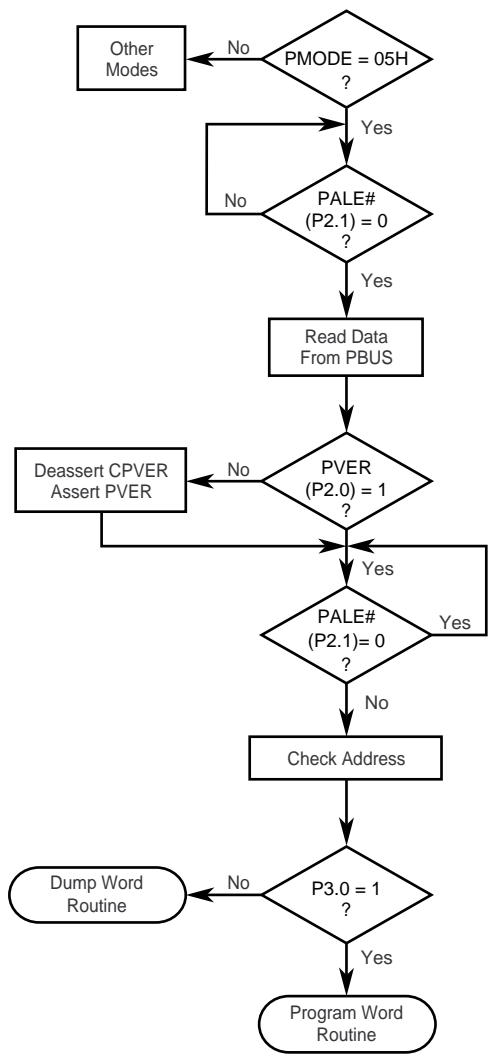 Other
Modes
No
PMODE = 05H
?
Yes
No
PALE#
(P2.1) = 0
?
Yes
Read Data
From PBUS
Deassert CPVER
Assert PVER
No
PVER
(P2.0) = 1
?
Yes
PALE#
(P2.1)= 0
?
Yes
No
Check Address
Dump Word
Routine
No
P3.0 = 1
?
Yes
Program Word
Routine